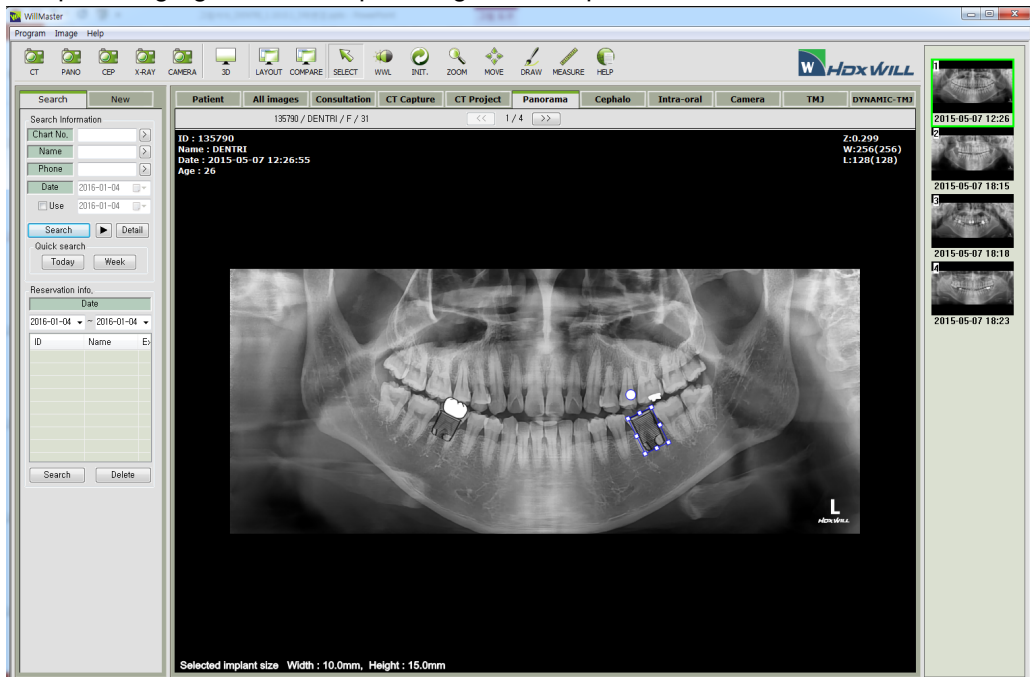 WillMaster
Program Image Help
CT PANO CEP X-RAY CAMERA 3D LAYOUT COMPARE SELECT WWL INIT. ZOOM MOVE DRAW MEASURE HELP
W HDXWILL
Search New
Patient All images Consultation CT Capture CT Project Panorama Cephalo Intra-oral Camera TMJ DYNAMIC-TMJ
135790 / DENTRI / F / 31 << 1 / 4 >>
Search Information
Chart No, >
Name >
Phone >
Date 2016-01-04
Use 2016-01-04
Search Detail
Quick search
Today Week
Reservation info,
Date
2016-01-04 ~ 2016-01-04
ID Name Ex
Search Delete
ID : 135790
Name : DENTRI
Date : 2015-05-07 12:26:55
Age : 26
Z:0.299
W:256(256)
L:128(128)
L
HDXWILL
Selected implant size Width : 10.0mm, Height : 15.0mm
1
2015-05-07 12:26
2
2015-05-07 18:15
3
2015-05-07 18:18
4
2015-05-07 18:23